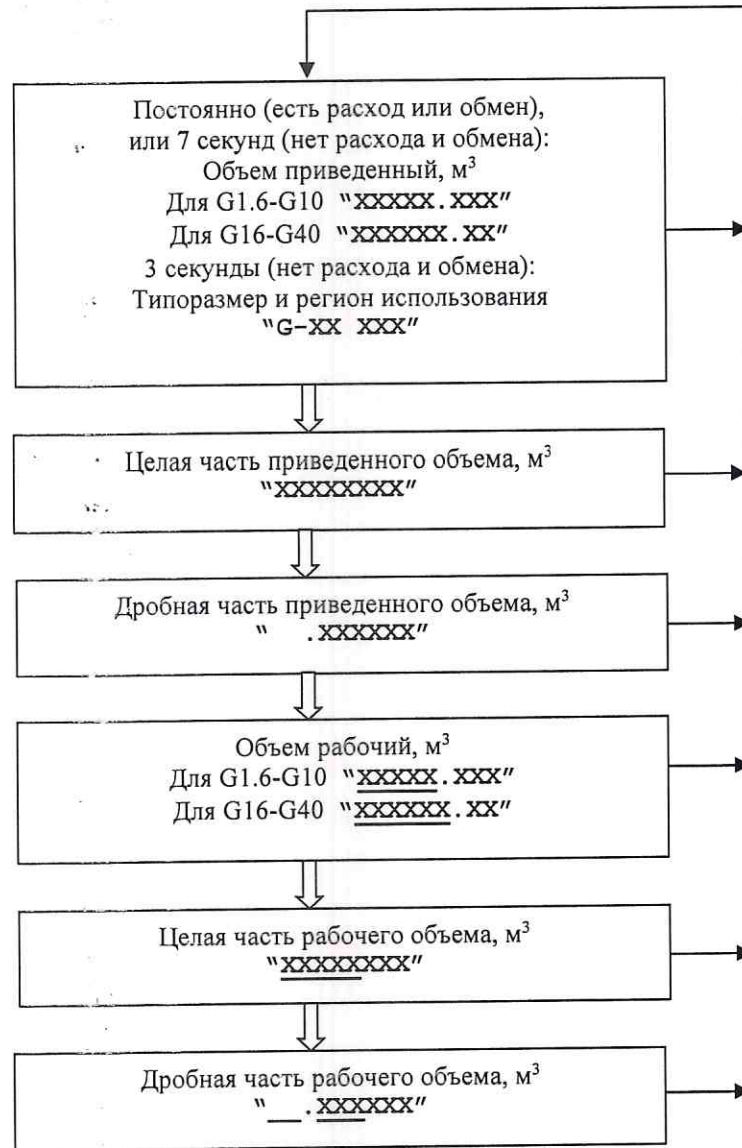 Постоянно (есть расход или обмен),
или 7 секунд (нет расхода и обмена):
Объем приведенный, м³
Для G1.6-G10 “XXXXX.XXX”
Для G16-G40 “XXXXXX.XX”
3 секунды (нет расхода и обмена):
Типоразмер и регион использования
“G-XX XXX”
Целая часть приведенного объема, м³
“XXXXXXXX”
Дробная часть приведенного объема, м³
“  .XXXXXX”
Объем рабочий, м³
Для G1.6-G10 “XXXXX.XXX”
Для G16-G40 “XXXXXX.XX”
Целая часть рабочего объема, м³
“XXXXXXXX”
Дробная часть рабочего объема, м³
“__.XXXXXX”